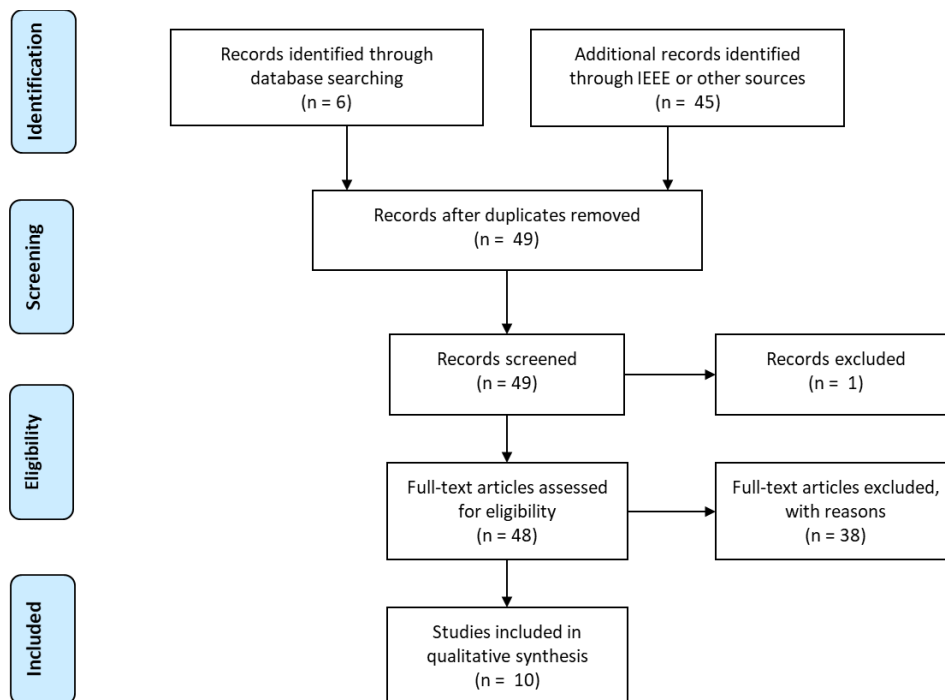 Identification
Records identified through
database searching
(n = 6)
Additional records identified
through IEEE or other sources
(n = 45)
Screening
Records after duplicates removed
(n = 49)
Records screened
(n = 49)
Records excluded
(n = 1)
Eligibility
Full-text articles assessed
for eligibility
(n = 48)
Full-text articles excluded,
with reasons
(n = 38)
Included
Studies included in
qualitative synthesis
(n = 10)